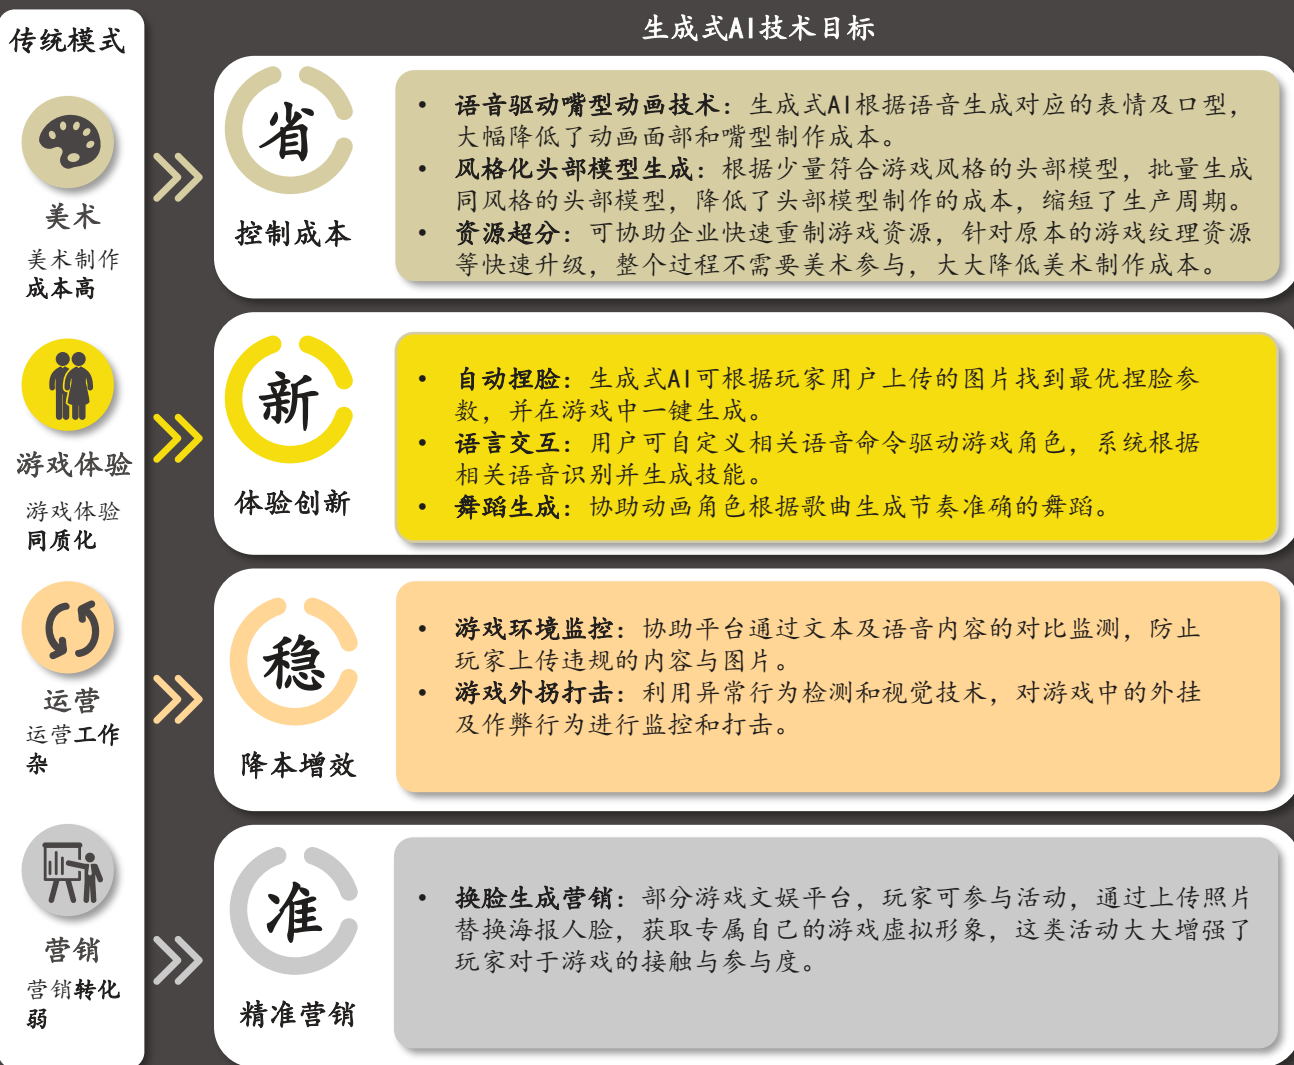 传统模式
生成式AI技术目标
美术
美术制作
成本高
省
控制成本
• 语音驱动嘴型动画技术：生成式AI根据语音生成对应的表情及口型，
大幅降低了动画面部和嘴型制作成本。
• 风格化头部模型生成：根据少量符合游戏风格的头部模型，批量生成
同风格的头部模型，降低了头部模型制作的成本，缩短了生产周期。
• 资源超分：可协助企业快速重制游戏资源，针对原本的游戏纹理资源
等快速升级，整个过程不需要美术参与，大大降低美术制作成本。
游戏体验
游戏体验
同质化
新
体验创新
• 自动捏脸：生成式AI可根据玩家用户上传的图片找到最优捏脸参
数，并在游戏中一键生成。
• 语言交互：用户可自定义相关语音命令驱动游戏角色，系统根据
相关语音识别并生成技能。
• 舞蹈生成：协助动画角色根据歌曲生成节奏准确的舞蹈。
运营
运营工作
杂
稳
降本增效
• 游戏环境监控：协助平台通过文本及语音内容的对比监测，防止
玩家上传违规的内容与图片。
• 游戏外拐打击：利用异常行为检测和视觉技术，对游戏中的外挂
及作弊行为进行监控和打击。
营销
营销转化
弱
准
精准营销
• 换脸生成营销：部分游戏文娱平台，玩家可参与活动，通过上传照片
替换海报人脸，获取专属自己的游戏虚拟形象，这类活动大大增强了
玩家对于游戏的接触与参与度。